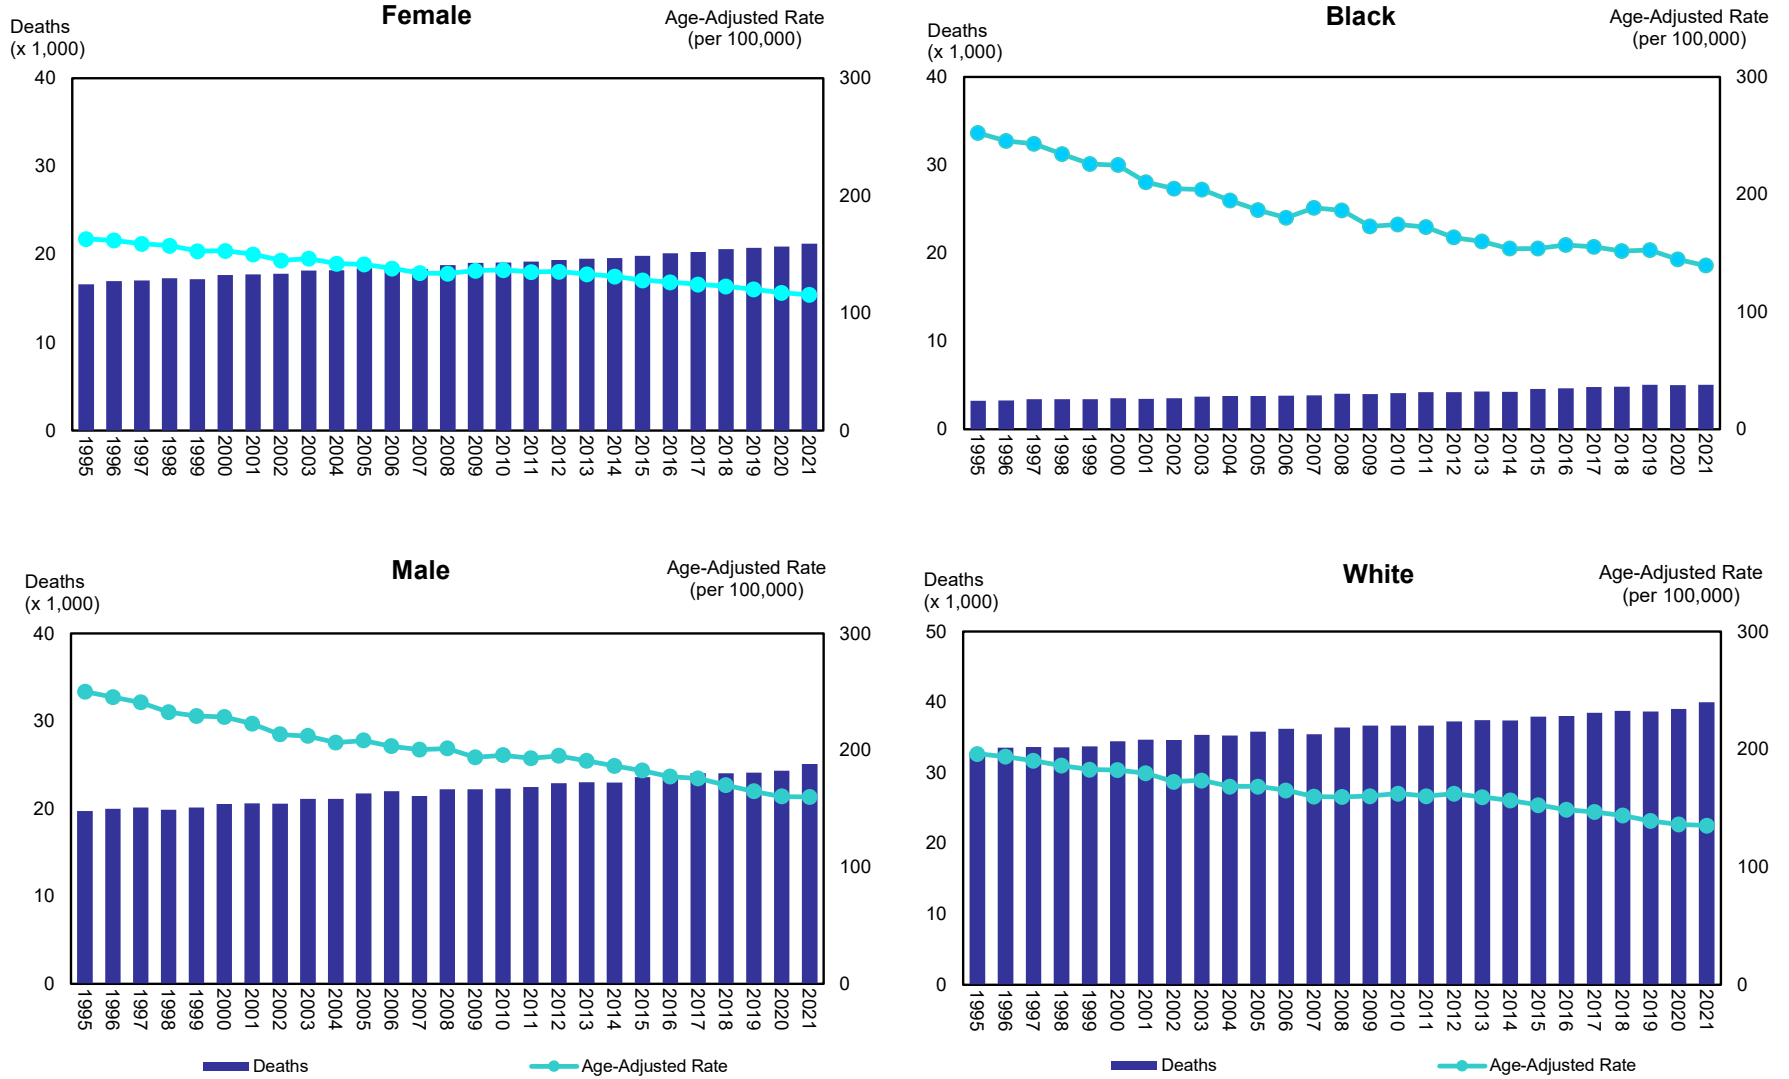 Female
Deaths
(x 1,000)
Age-Adjusted Rate
(per 100,000)
40
30
20
10
0
300
200
100
0
1995 1996 1997 1998 1999 2000 2001 2002 2003 2004 2005 2006 2007 2008 2009 2010 2011 2012 2013 2014 2015 2016 2017 2018 2019 2020 2021
Black
Deaths
(x 1,000)
Age-Adjusted Rate
(per 100,000)
40
30
20
10
0
300
200
100
0
1995 1996 1997 1998 1999 2000 2001 2002 2003 2004 2005 2006 2007 2008 2009 2010 2011 2012 2013 2014 2015 2016 2017 2018 2019 2020 2021
Male
Deaths
(x 1,000)
Age-Adjusted Rate
(per 100,000)
40
30
20
10
0
300
200
100
0
1995 1996 1997 1998 1999 2000 2001 2002 2003 2004 2005 2006 2007 2008 2009 2010 2011 2012 2013 2014 2015 2016 2017 2018 2019 2020 2021
Deaths Age-Adjusted Rate
White
Deaths
(x 1,000)
Age-Adjusted Rate
(per 100,000)
50
40
30
20
10
0
300
200
100
0
1995 1996 1997 1998 1999 2000 2001 2002 2003 2004 2005 2006 2007 2008 2009 2010 2011 2012 2013 2014 2015 2016 2017 2018 2019 2020 2021
Deaths Age-Adjusted Rate